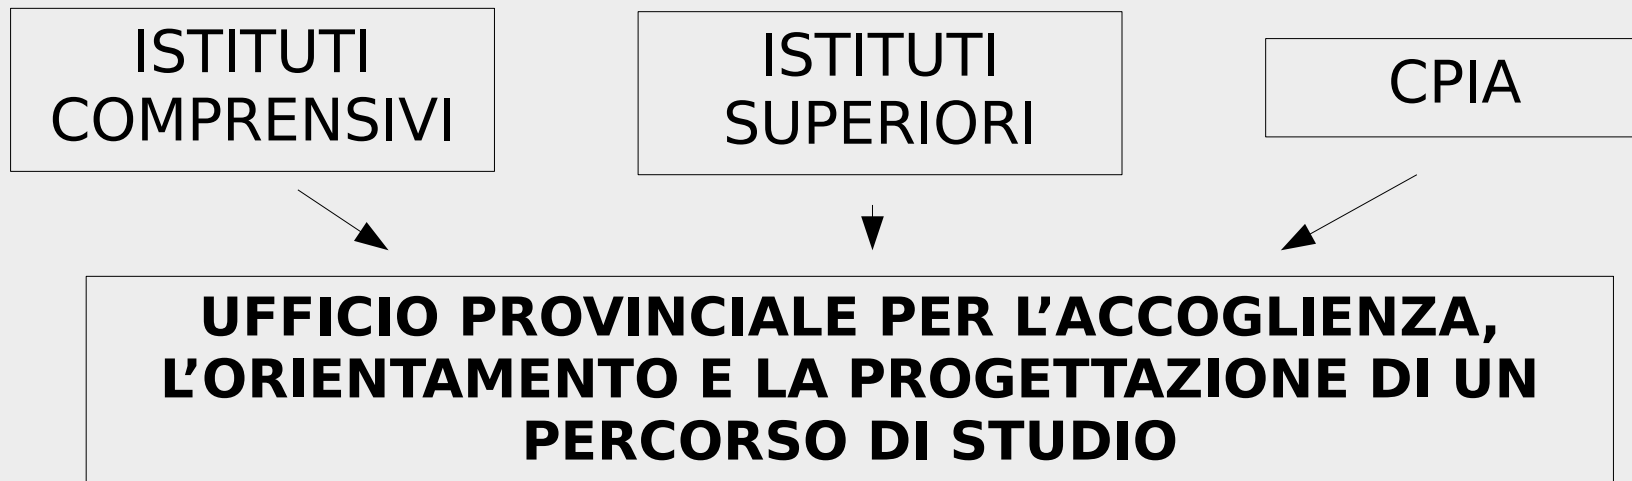 ISTITUTI
COMPRENSIVI
ISTITUTI
SUPERIORI
CPIA
UFFICIO PROVINCIALE PER L’ACCOGLIENZA,
L’ORIENTAMENTO E LA PROGETTAZIONE DI UN
PERCORSO DI STUDIO